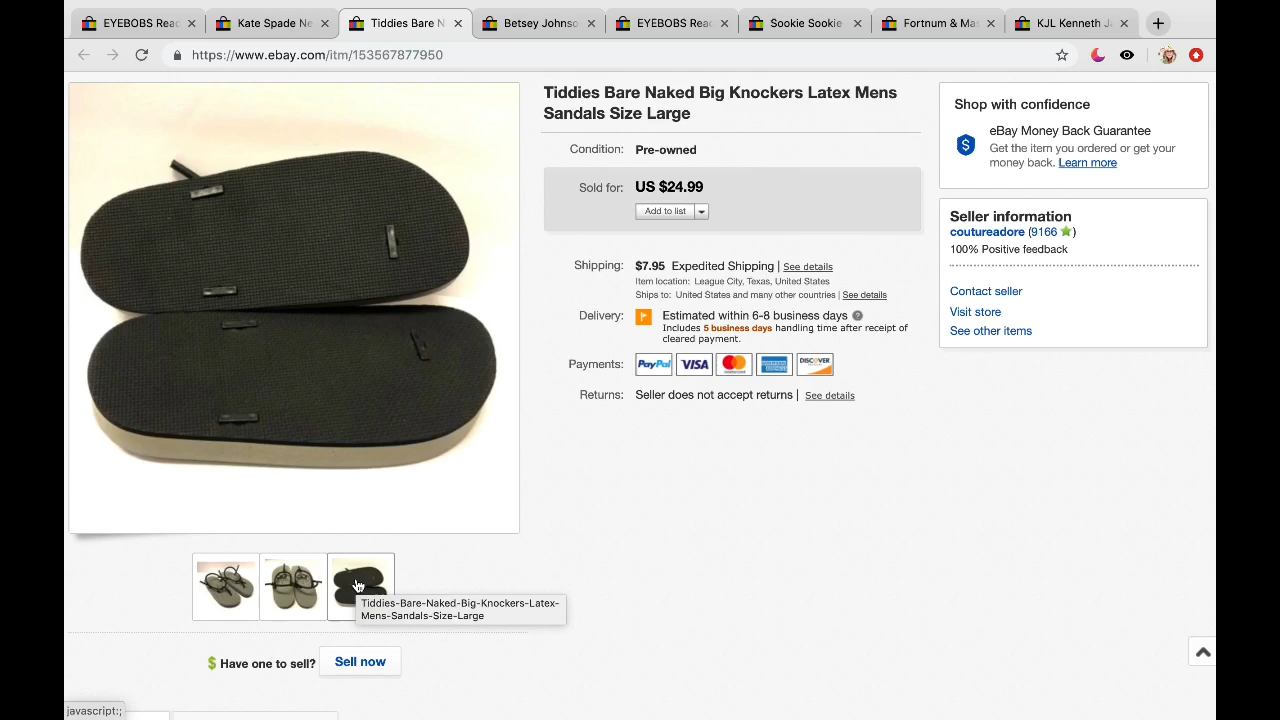 EYEBOBS Rea
Kate Spade Ne
Tiddies Bare N
Betsey Johnso
EYEBOBS Rea
Sookie Sookie
Fortnum & Ma
KJL Kenneth J
https://www.ebay.com/itm/153567877950
Tiddies Bare Naked Big Knockers Latex Mens
Sandals Size Large
Condition: Pre-owned
Sold for: US $24.99
Add to list
Shipping: $7.95 Expedited Shipping | See details
Item location: League City, Texas, United States
Ships to: United States and many other countries | See details
Delivery: Estimated within 6-8 business days
Includes 5 business days handling time after receipt of
cleared payment.
Payments: PayPal VISA MasterCard AMERICAN EXPRESS DISCOVER
Returns: Seller does not accept returns | See details
Shop with confidence
eBay Money Back Guarantee
Get the item you ordered or get your
money back. Learn more
Seller information
coutureadore (9166)
100% Positive feedback
Contact seller
Visit store
See other items
Tiddies-Bare-Naked-Big-Knockers-Latex-
Mens-Sandals-Size-Large
Have one to sell? Sell now
javascript:;